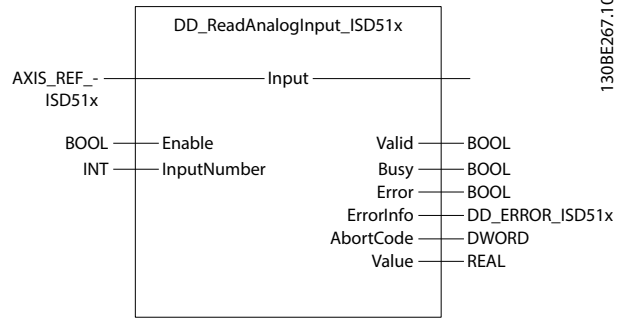 DD_ReadAnalogInput_ISD51x
AXIS_REF_-
ISD51x
Input
BOOL Enable Valid BOOL
INT InputNumber Busy BOOL
Error BOOL
ErrorInfo DD_ERROR_ISD51x
AbortCode DWORD
Value REAL
130BE267.10